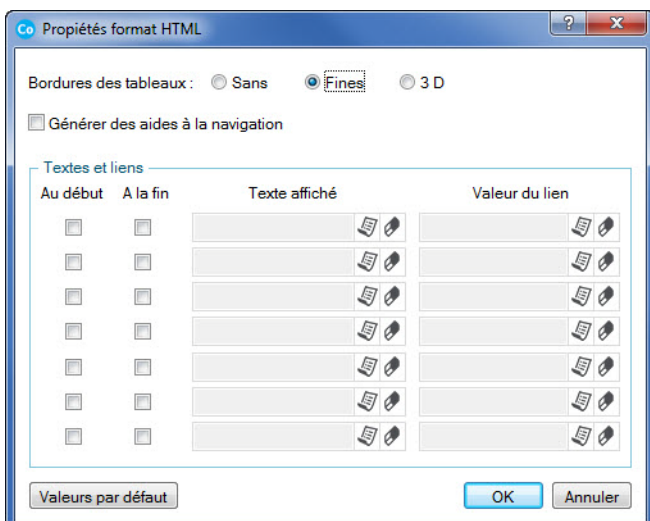 Co Propiétés format HTML
Bordures des tableaux : Sans Fines 3 D
Générer des aides à la navigation
Textes et liens
Au début A la fin Texte affiché Valeur du lien
Valeurs par défaut OK Annuler